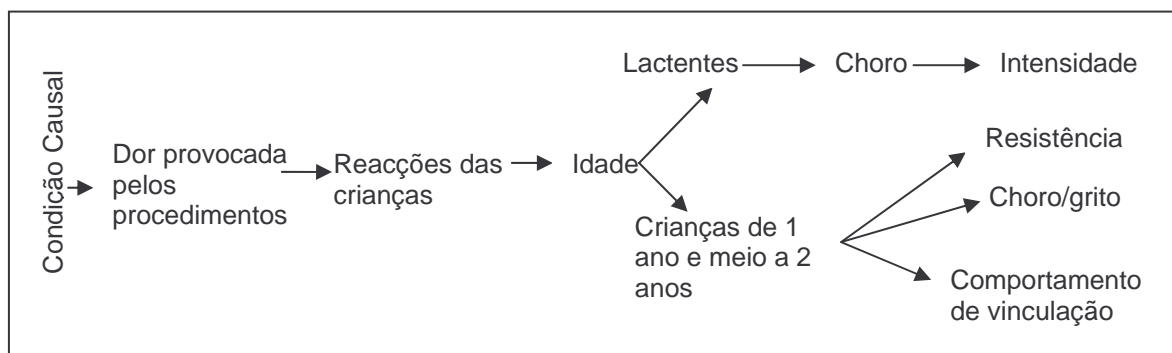 Condição Causal
Dor provocada
pelos
procedimentos
Reacções das
crianças
Idade
Lactentes
Choro
Intensidade
Crianças de 1
ano e meio a 2
anos
Resistência
Choro/grito
Comportamento
de vinculação